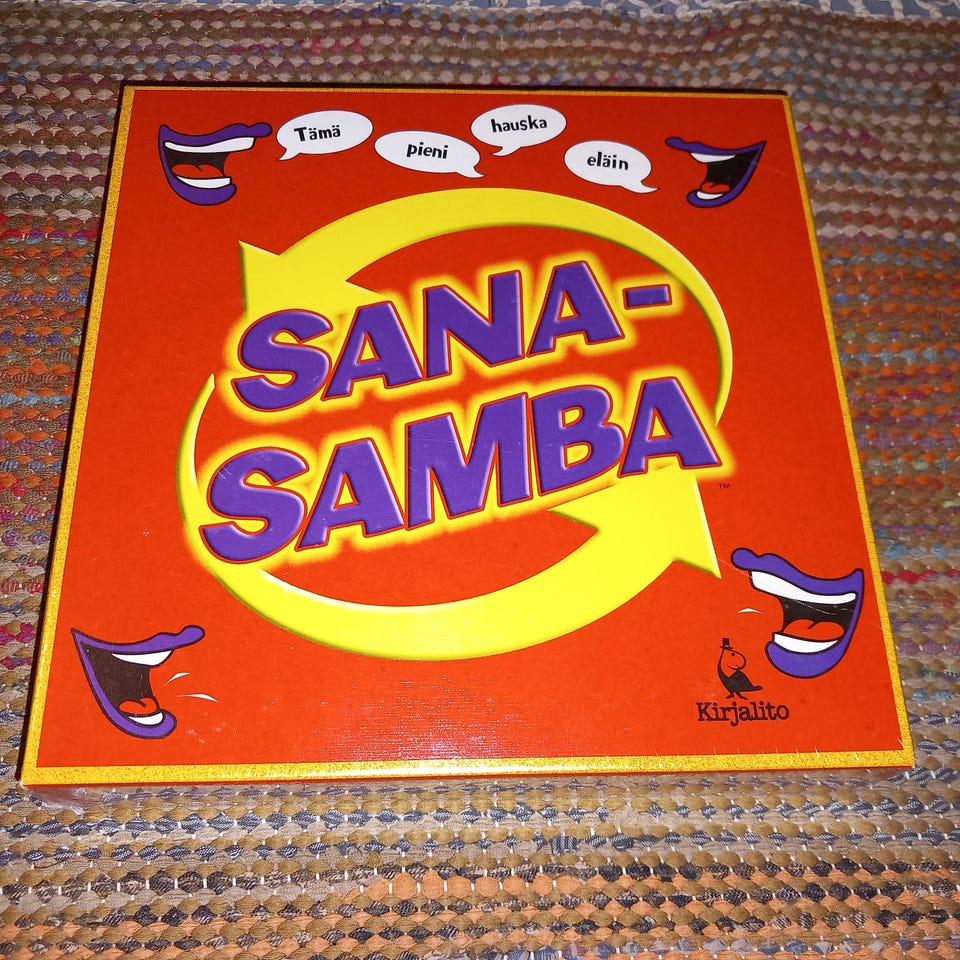 Tämä
pieni
hauska
eläin
SANA-
SAMBA
™
Kirjalito